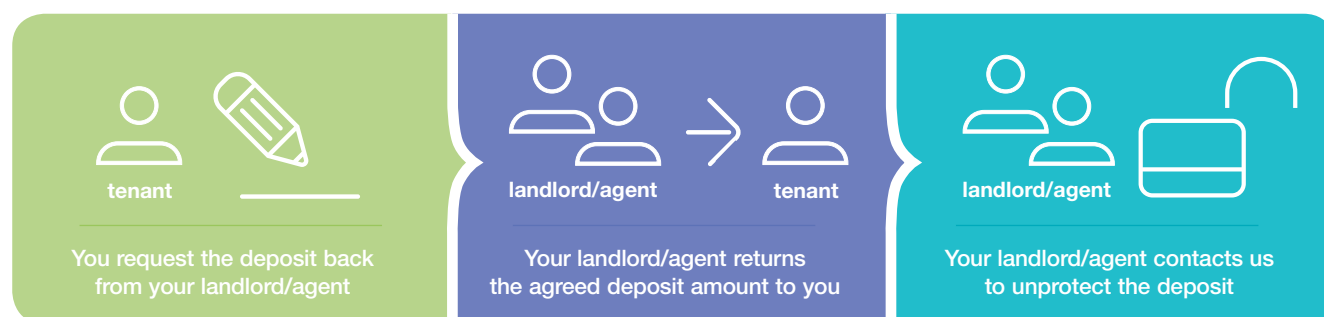 tenant
You request the deposit back
from your landlord/agent
landlord/agent
tenant
Your landlord/agent returns
the agreed deposit amount to you
landlord/agent
Your landlord/agent contacts us
to unprotect the deposit